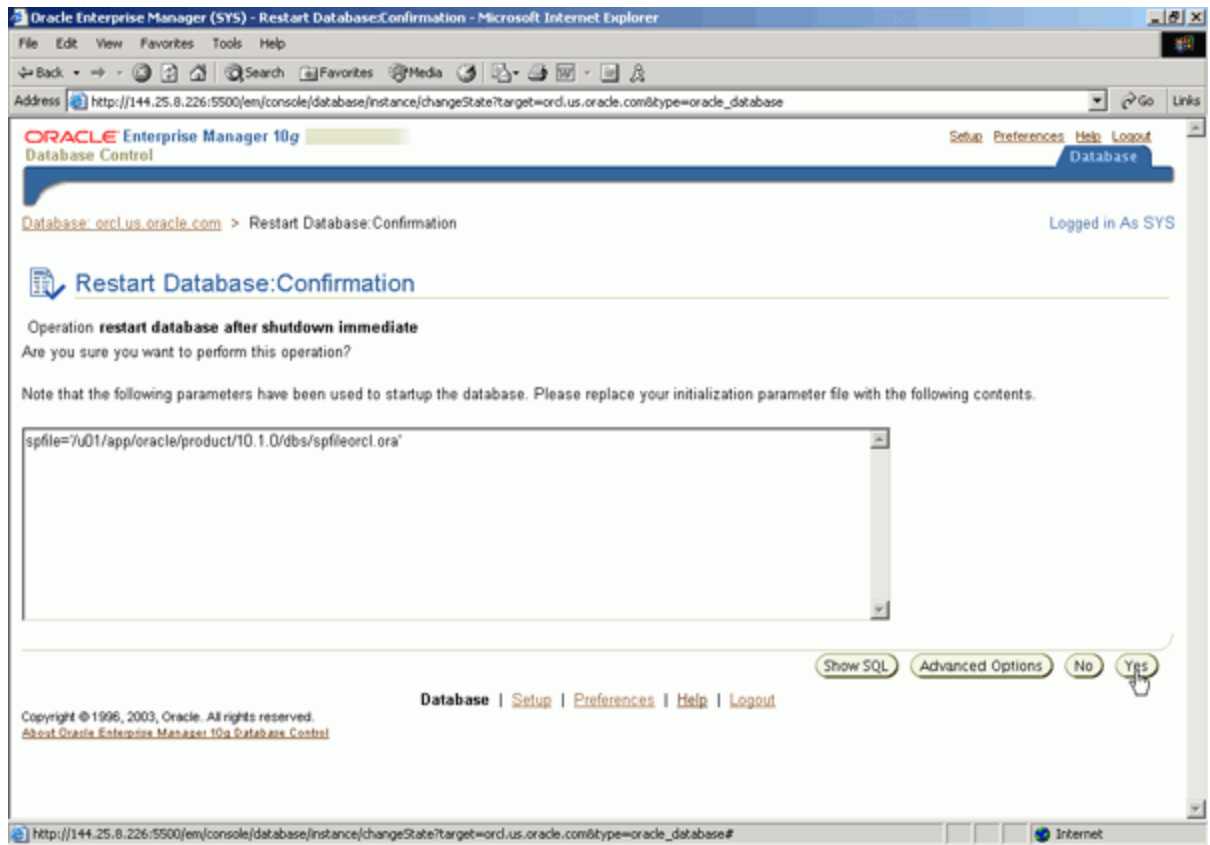 Oracle Enterprise Manager (SYS) - Restart Database:Confirmation - Microsoft Internet Explorer
File Edit View Favorites Tools Help
Back Search Favorites Media
Address http://144.25.8.226:5500/em/console/database/instance/changeState?target=orcl.us.oracle.com&type=oracle_database Go Links
ORACLE Enterprise Manager 10g
Setup Preferences Help Logout
Database Control
Database
Database: orcl.us.oracle.com > Restart Database:Confirmation
Logged in As SYS
Restart Database:Confirmation
Operation restart database after shutdown immediate
Are you sure you want to perform this operation?
Note that the following parameters have been used to startup the database. Please replace your initialization parameter file with the following contents.
spfile='/u01/app/oracle/product/10.1.0/dbs/spfileorcl.ora'
Show SQL Advanced Options No Yes
Database | Setup | Preferences | Help | Logout
Copyright © 1996, 2003, Oracle. All rights reserved.
About Oracle Enterprise Manager 10g Database Control
http://144.25.8.226:5500/em/console/database/instance/changeState?target=orcl.us.oracle.com&type=oracle_database# Internet